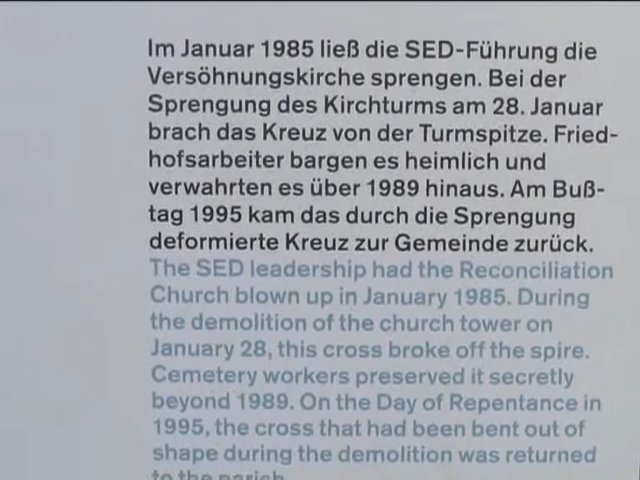 Im Januar 1985 ließ die SED-Führung die
Versöhnungskirche sprengen. Bei der
Sprengung des Kirchturms am 28. Januar
brach das Kreuz von der Turmspitze. Fried-
hofsarbeiter bargen es heimlich und
verwahrten es über 1989 hinaus. Am Buß-
tag 1995 kam das durch die Sprengung
deformierte Kreuz zur Gemeinde zurück.
The SED leadership had the Reconciliation
Church blown up in January 1985. During
the demolition of the church tower on
January 28, this cross broke off the spire.
Cemetery workers preserved it secretly
beyond 1989. On the Day of Repentance in
1995, the cross that had been bent out of
shape during the demolition was returned
to the parish